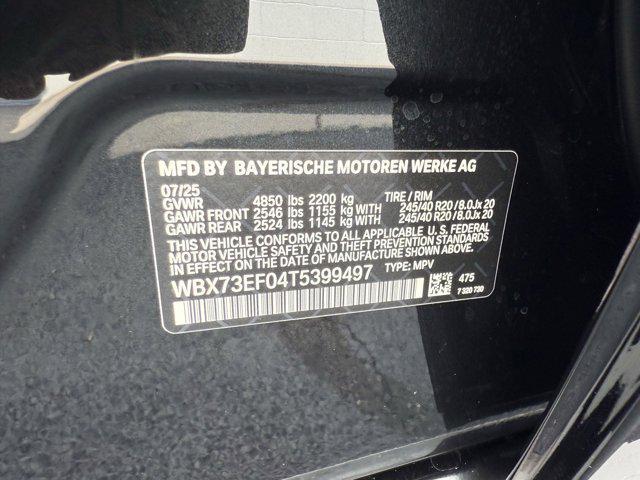 MFD BY BAYERISCHE MOTOREN WERKE AG
07/25
GVWR 4850 lbs 2200 kg TIRE / RIM
GAWR FRONT 2546 lbs 1155 kg WITH 245/40 R20 / 8.0Jx 20
GAWR REAR 2524 lbs 1145 kg WITH 245/40 R20 / 8.0Jx 20
THIS VEHICLE CONFORMS TO ALL APPLICABLE U. S. FEDERAL
MOTOR VEHICLE SAFETY AND THEFT PREVENTION STANDARDS
IN EFFECT ON THE DATE OF MANUFACTURE SHOWN ABOVE.
WBX73EF04T5399497 TYPE: MPV
475
7 320 730